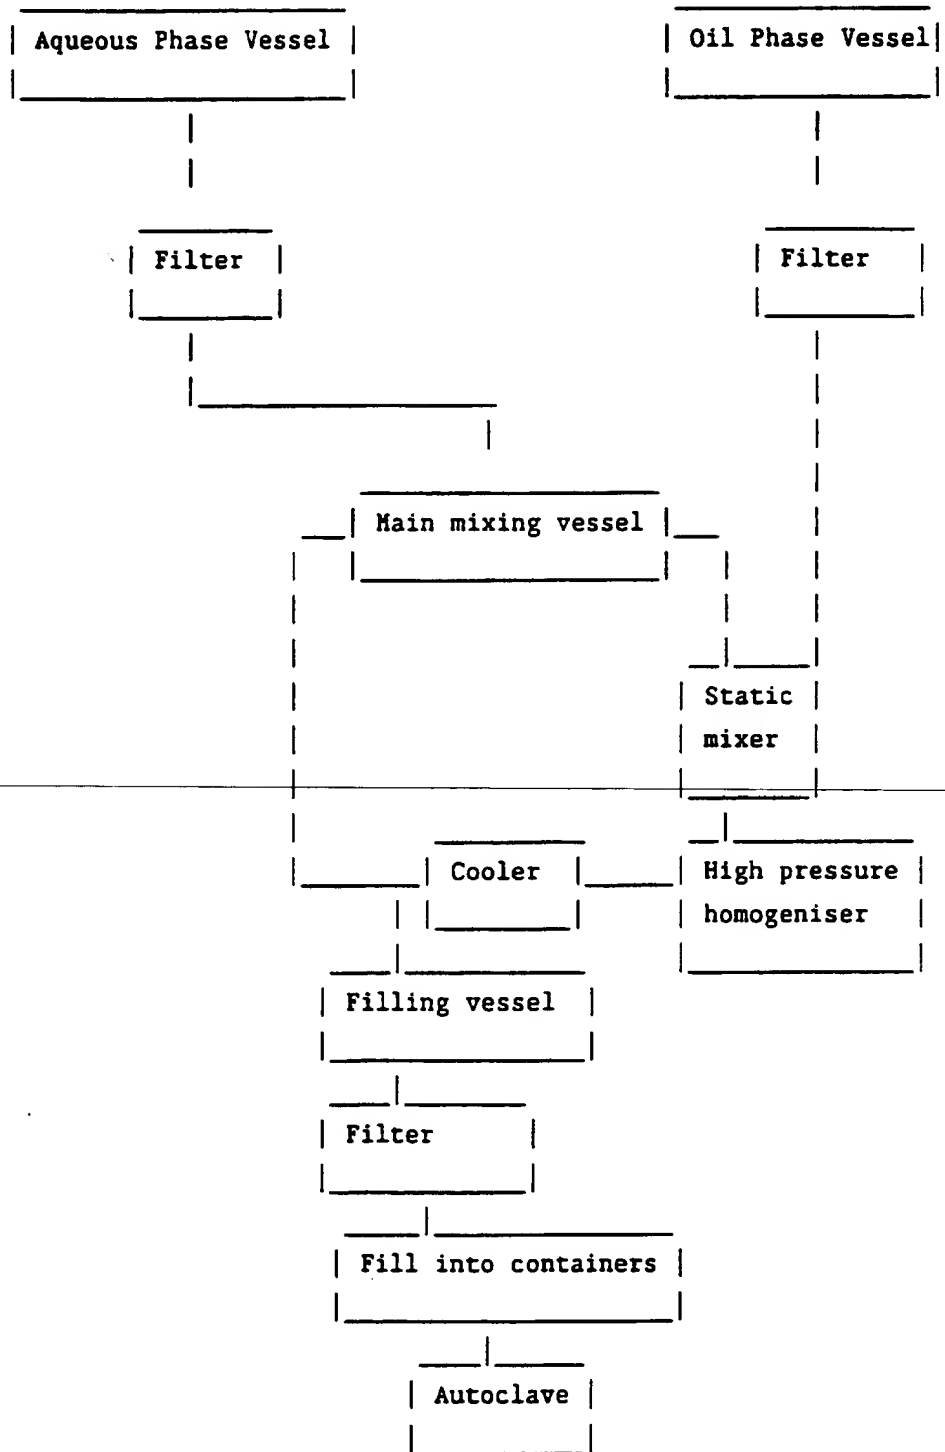 Aqueous Phase Vessel
Oil Phase Vessel
Filter
Filter
Main mixing vessel
Static
mixer
Cooler
High pressure
homogeniser
Filling vessel
Filter
Fill into containers
Autoclave